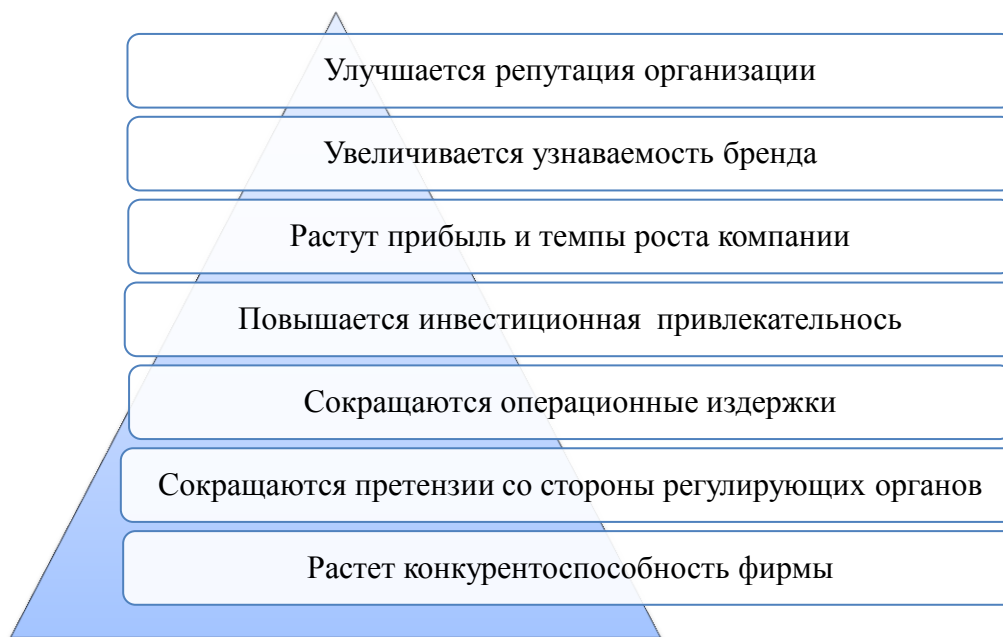 Улучшается репутация организации
Увеличивается узнаваемость бренда
Растут прибыль и темпы роста компании
Повышается инвестиционная  привлекательнось
Сокращаются операционные издержки
Сокращаются претензии со стороны регулирующих органов
Растет конкурентоспособность фирмы